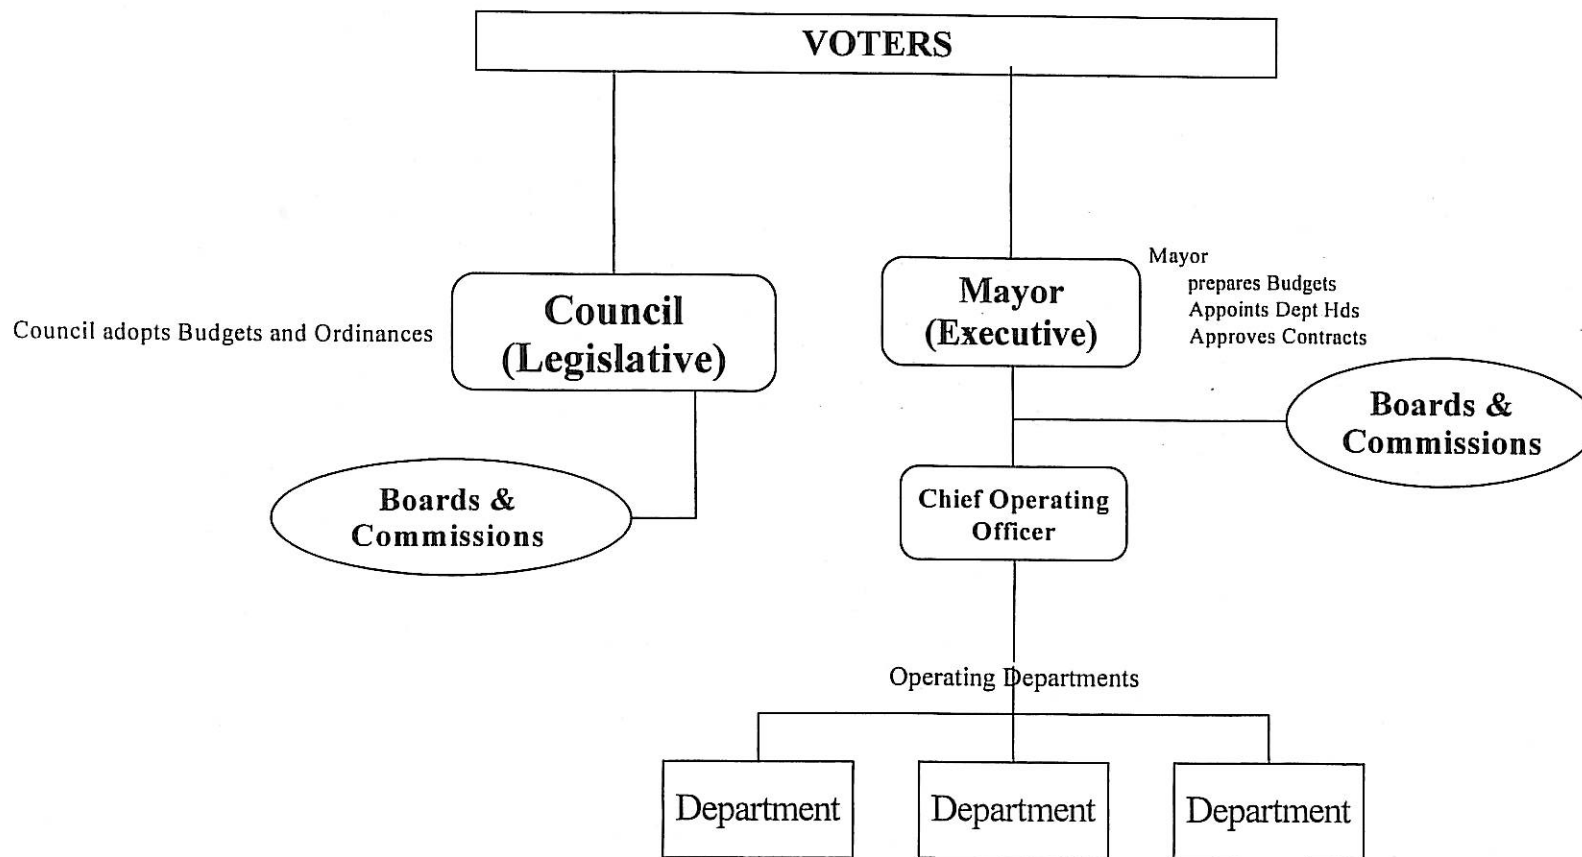 VOTERS
Mayor
prepares Budgets
Appoints Dept Hds
Approves Contracts
Council
(Legislative)
Mayor
(Executive)
Council adopts Budgets and Ordinances
Boards &
Commissions
Boards &
Commissions
Chief Operating
Officer
Operating Departments
Department
Department
Department